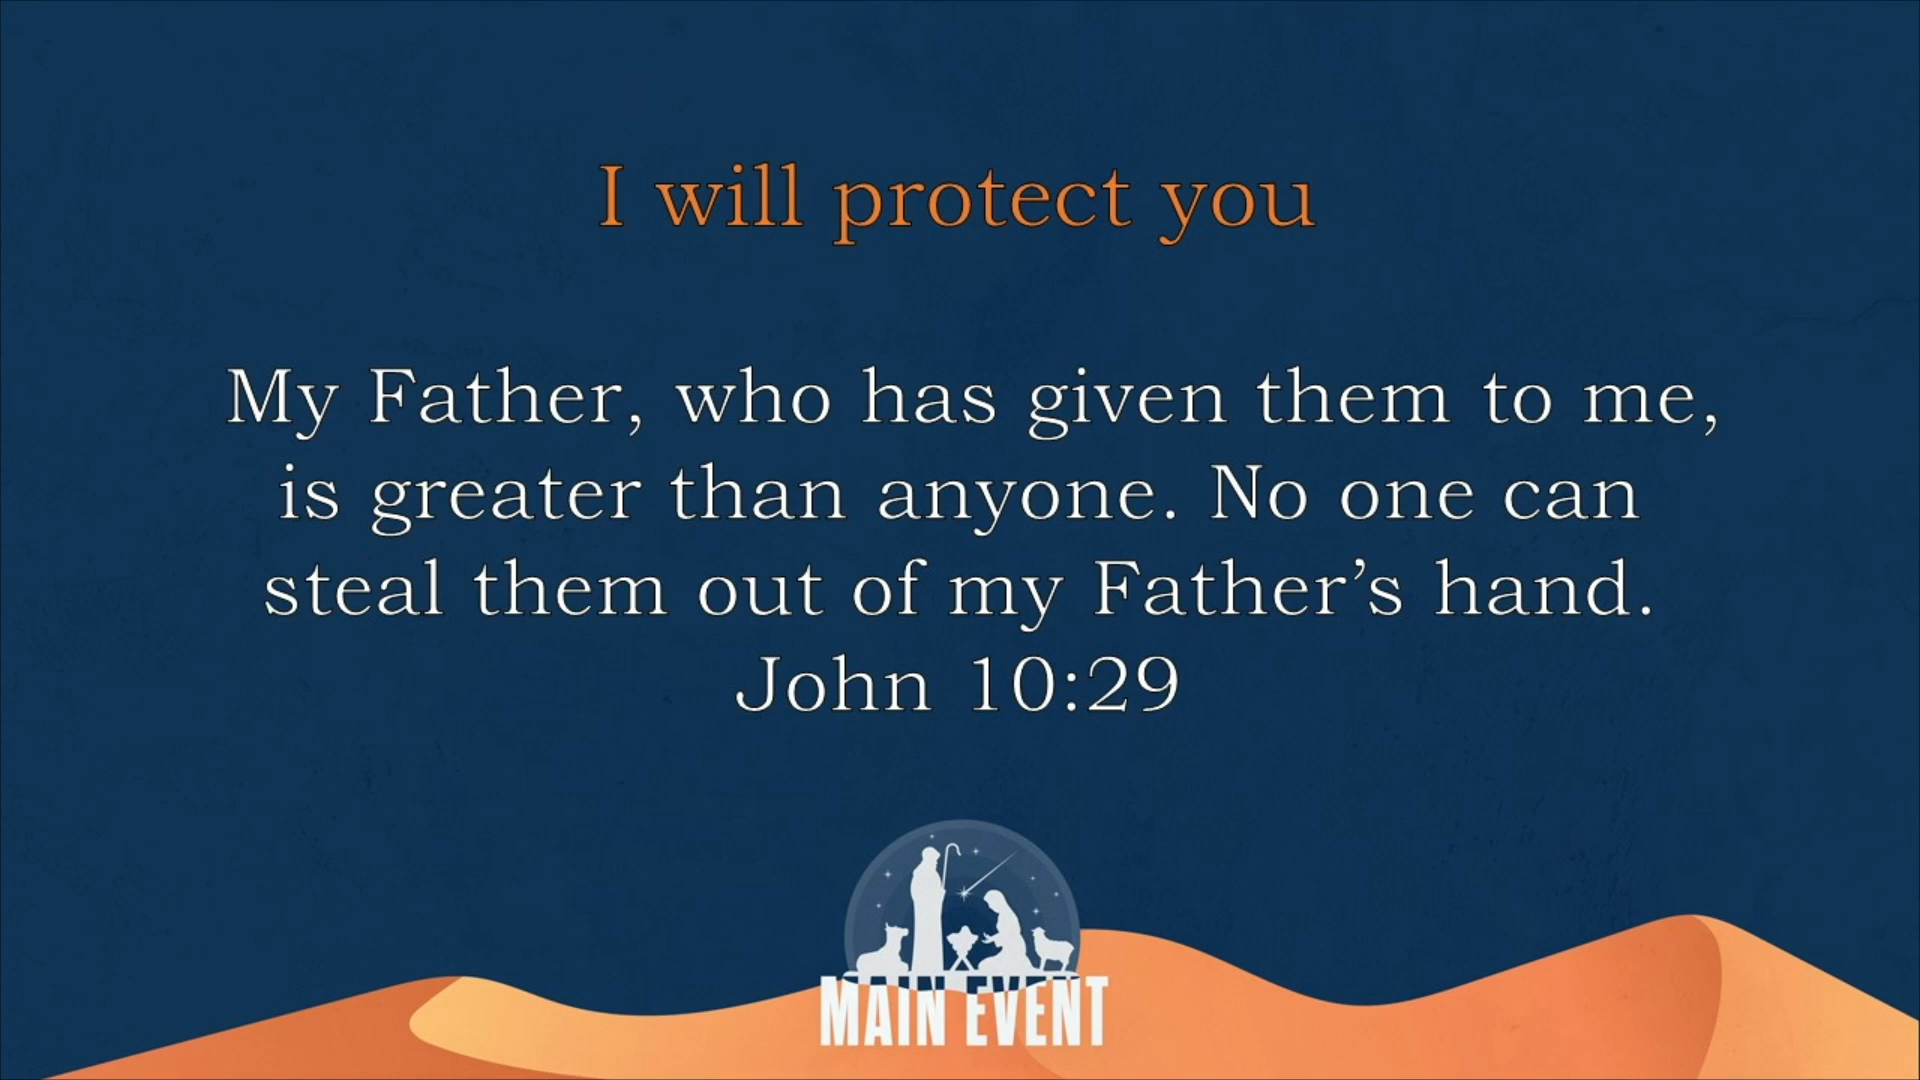 I will protect you
My Father, who has given them to me,
is greater than anyone. No one can
steal them out of my Father’s hand.
John 10:29
MAIN EVENT